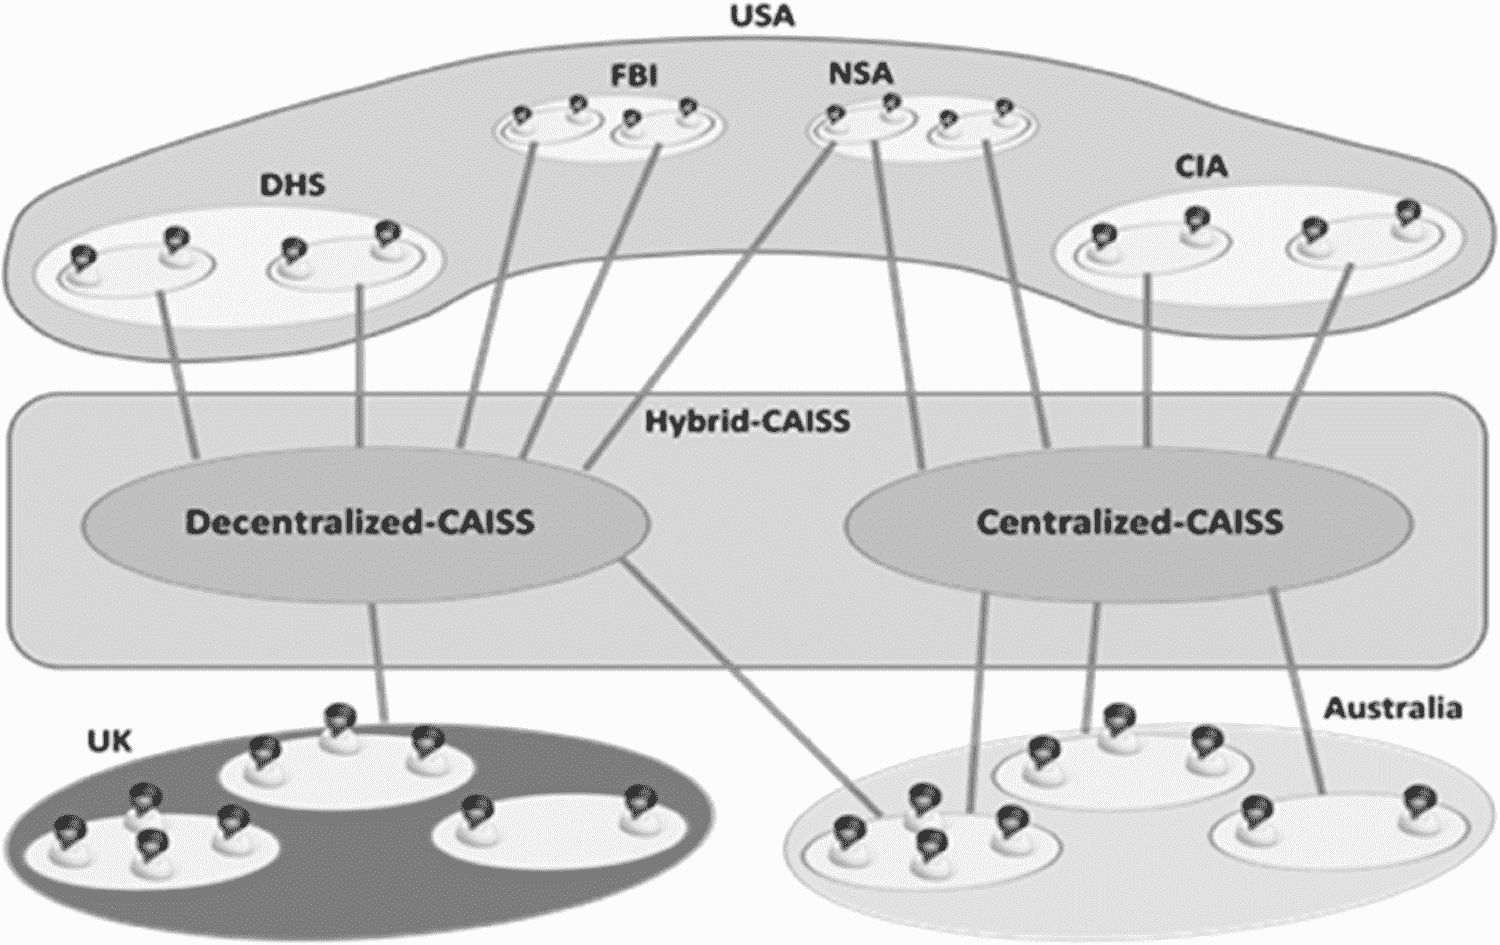 USA
FBI
NSA
DHS
CIA
Hybrid-CAISS
Decentralized-CAISS
Centralized-CAISS
UK
Australia